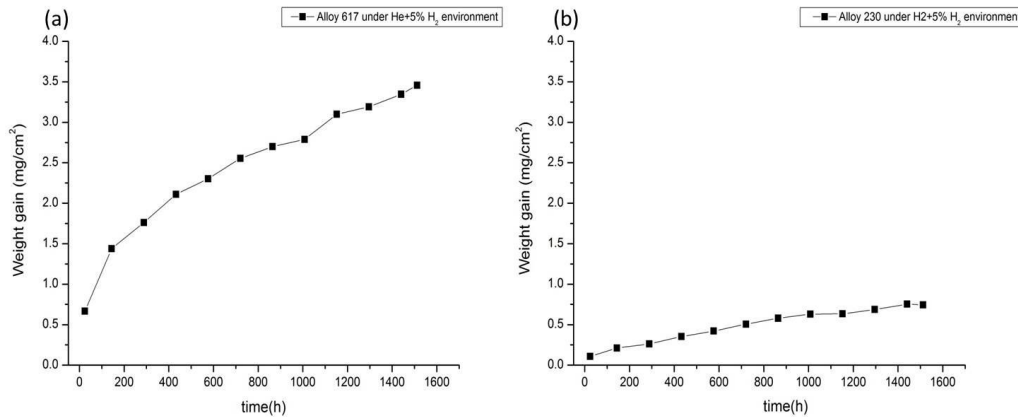 (a)
Alloy 617 under He+5% H2 environment
4.0
3.5
3.0
2.5
2.0
1.5
1.0
0.5
0.0
Weight gain (mg/cm2)
0 200 400 600 800 1000 1200 1400 1600
time(h)
(b)
Alloy 230 under H2+5% H2 environment
4.0
3.5
3.0
2.5
2.0
1.5
1.0
0.5
0.0
Weight gain (mg/cm2)
0 200 400 600 800 1000 1200 1400 1600
time(h)